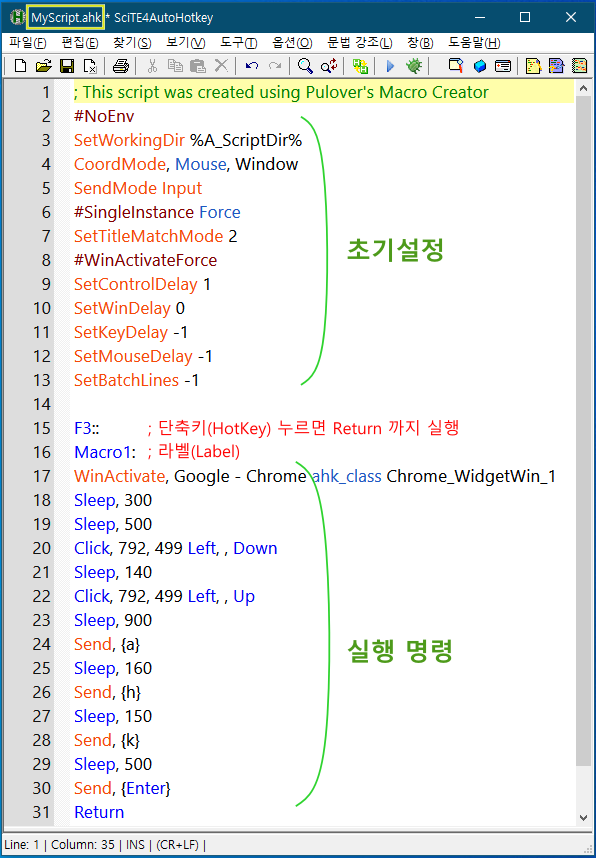 MyScript.ahk * SciTE4AutoHotkey
파일(F) 편집(E) 찾기(S) 보기(V) 도구(T) 옵션(O) 문법 강조(L) 창(B) 도움말(H)
1 ; This script was created using Pulover's Macro Creator
2 #NoEnv
3 SetWorkingDir %A_ScriptDir%
4 CoordMode, Mouse, Window
5 SendMode Input
6 #SingleInstance Force
7 SetTitleMatchMode 2
초기설정
8 #WinActivateForce
9 SetControlDelay 1
10 SetWinDelay 0
11 SetKeyDelay -1
12 SetMouseDelay -1
13 SetBatchLines -1
14
15 F3:: ; 단축키(HotKey) 누르면 Return 까지 실행
16 Macro1: ; 라벨(Label)
17 WinActivate, Google - Chrome ahk_class Chrome_WidgetWin_1
18 Sleep, 300
19 Sleep, 500
20 Click, 792, 499 Left, , Down
21 Sleep, 140
22 Click, 792, 499 Left, , Up
23 Sleep, 900
24 Send, {a}
실행 명령
25 Sleep, 160
26 Send, {h}
27 Sleep, 150
28 Send, {k}
29 Sleep, 500
30 Send, {Enter}
31 Return
Line: 1 | Column: 35 | INS | (CR+LF) |